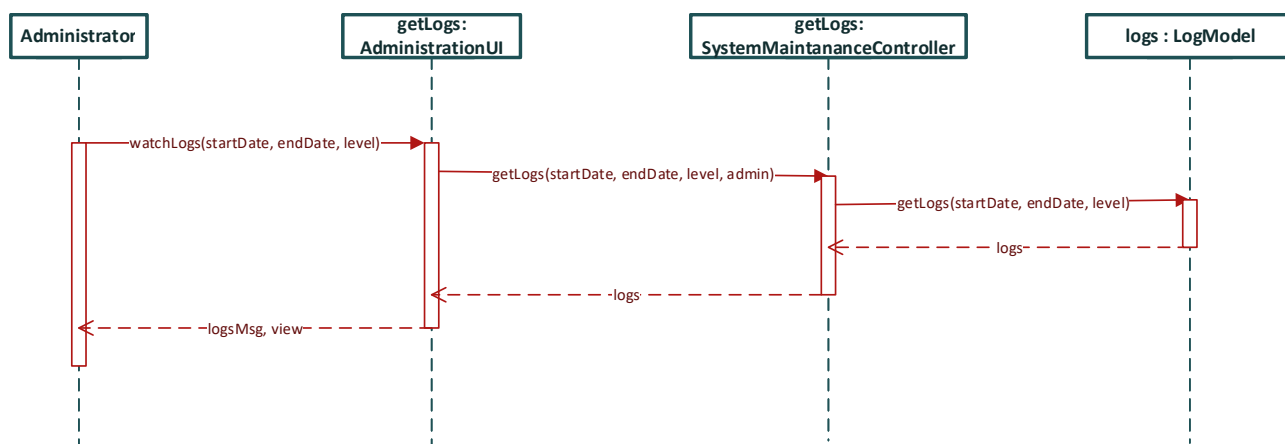 Administrator
getLogs:
AdministrationUI
getLogs:
SystemMaintananceController
logs : LogModel
watchLogs(startDate, endDate, level)
getLogs(startDate, endDate, level, admin)
getLogs(startDate, endDate, level)
logs
logs
logsMsg, view